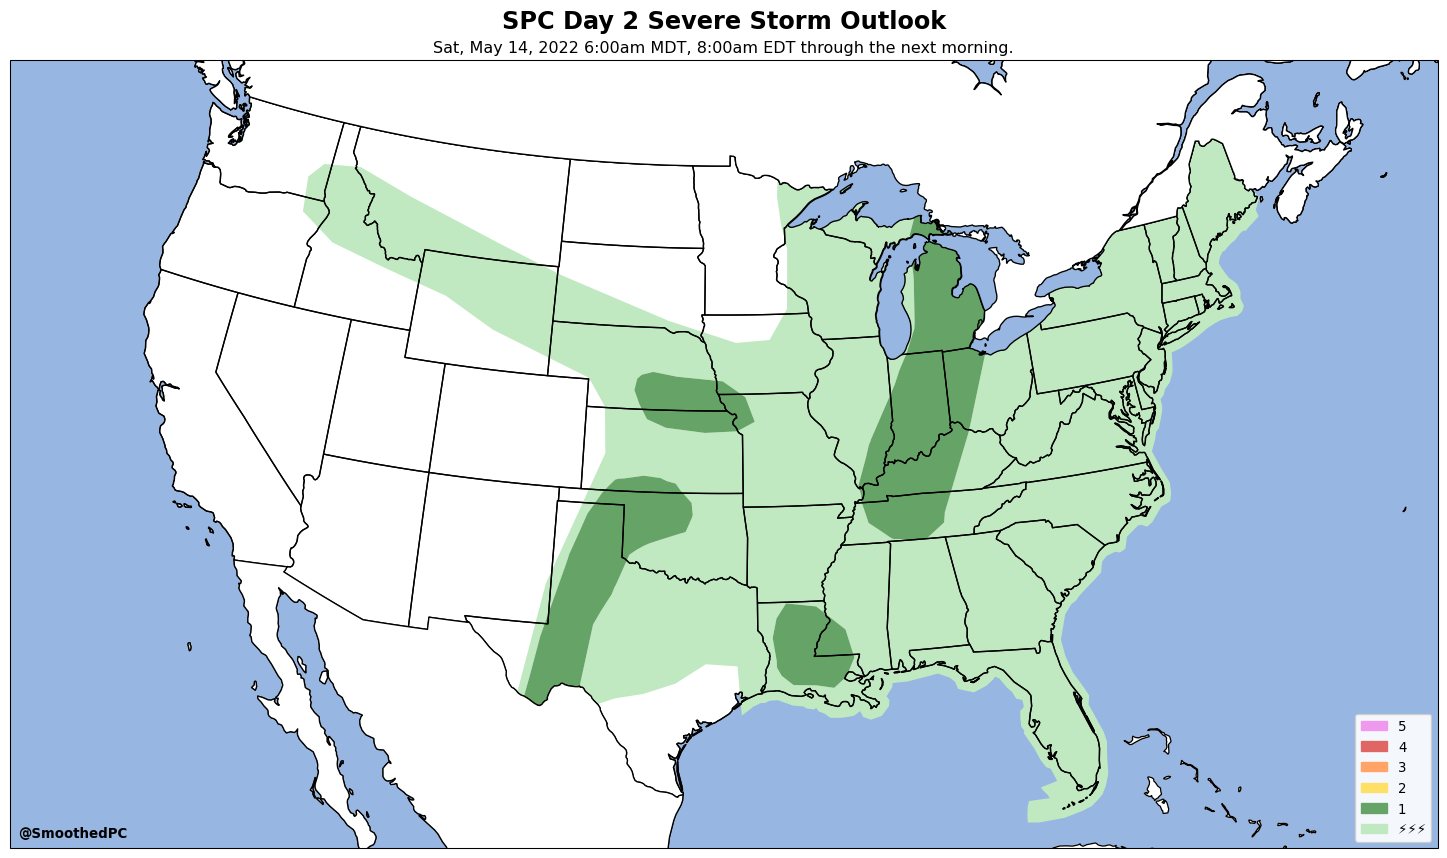 SPC Day 2 Severe Storm Outlook
Sat, May 14, 2022 6:00am MDT, 8:00am EDT through the next morning.
5
4
3
2
1
⚡⚡⚡
@SmoothedPC